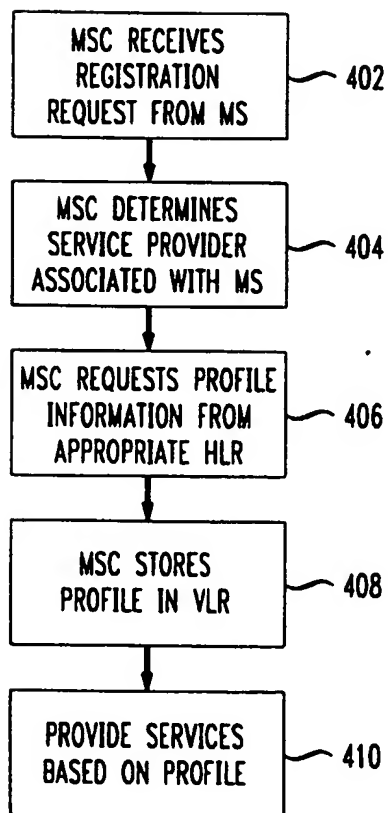 MSC RECEIVES
REGISTRATION
REQUEST FROM MS
402
MSC DETERMINES
SERVICE PROVIDER
ASSOCIATED WITH MS
404
MSC REQUESTS PROFILE
INFORMATION FROM
APPROPRIATE HLR
406
MSC STORES
PROFILE IN VLR
408
PROVIDE SERVICES
BASED ON PROFILE
410